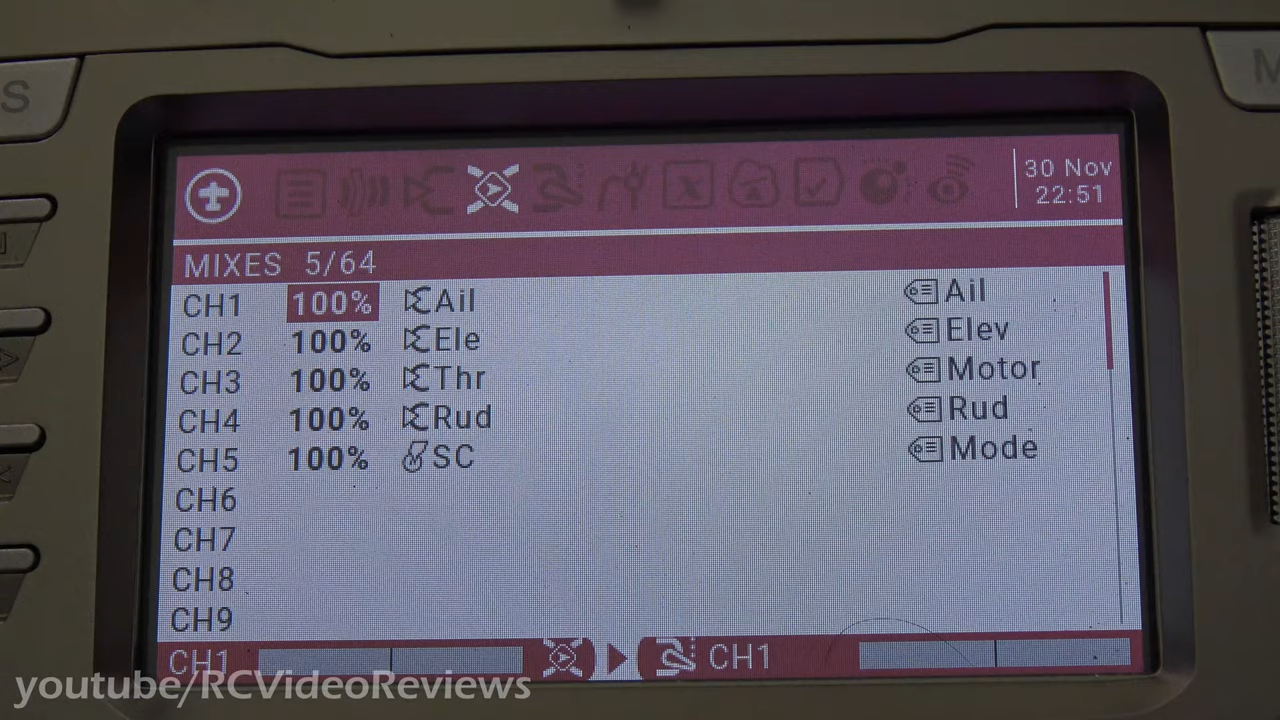 S
M
30 Nov
22:51
MIXES 5/64
CH1 100% Ail Ail
CH2 100% Ele Elev
CH3 100% Thr Motor
CH4 100% Rud Rud
CH5 100% SC Mode
CH6
CH7
CH8
CH9
CH1 CH1
youtube/RCVideoReviews